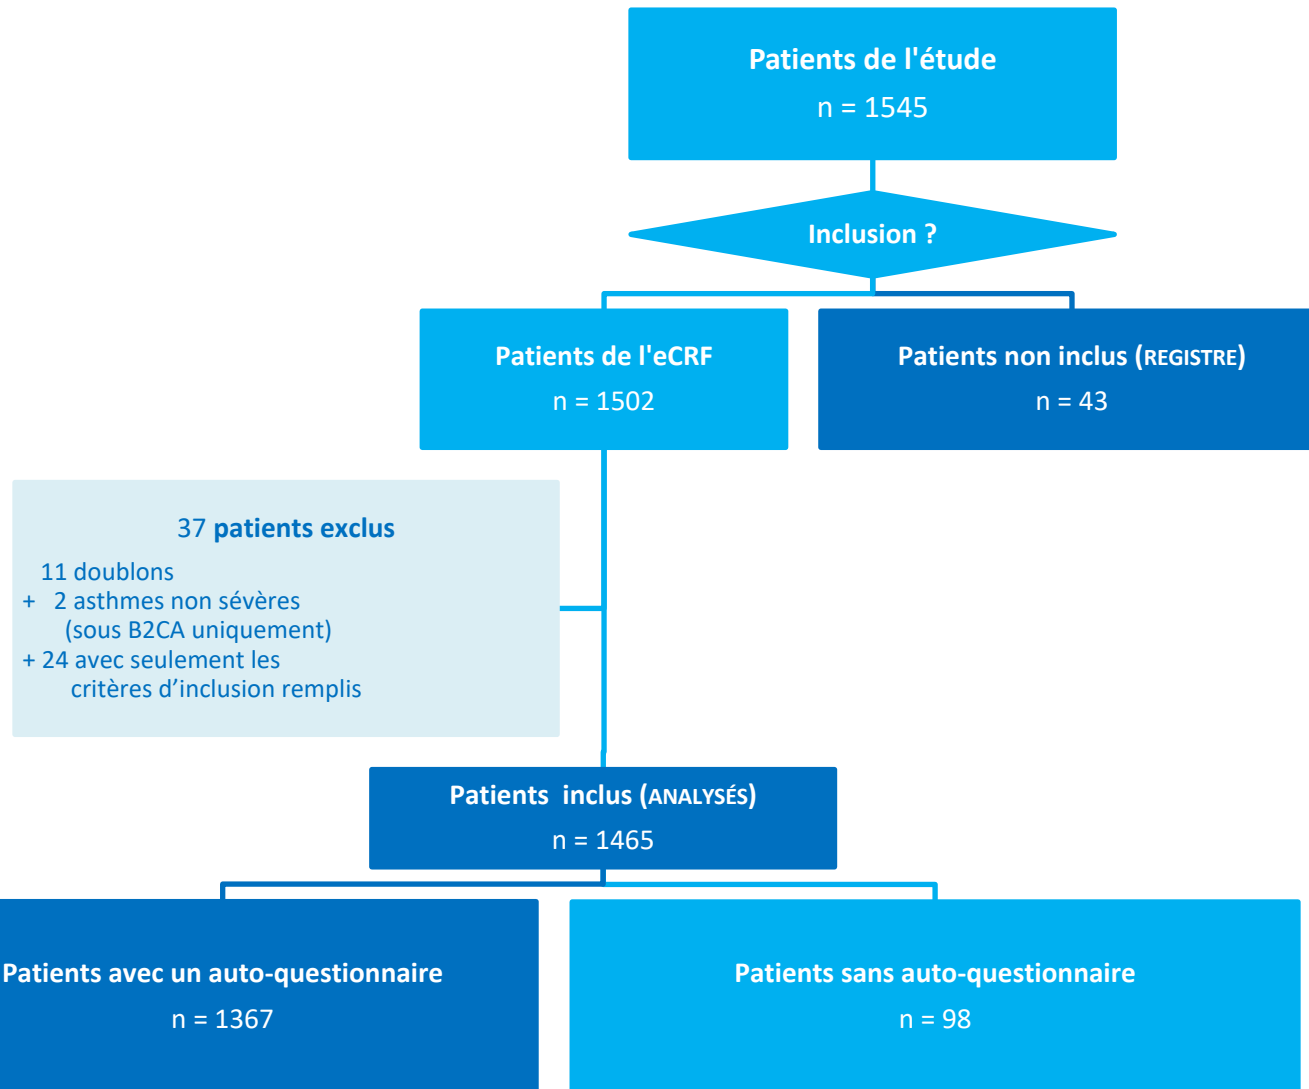 Patients de l'étude
n = 1545
Inclusion ?
Patients de l'eCRF
n = 1502
Patients non inclus (REGISTRE)
n = 43
37 patients exclus
11 doublons
+ 2 asthmes non sévères
(sous B2CA uniquement)
+ 24 avec seulement les
critères d’inclusion remplis
Patients inclus (ANALYSÉS)
n = 1465
Patients avec un auto-questionnaire
n = 1367
Patients sans auto-questionnaire
n = 98